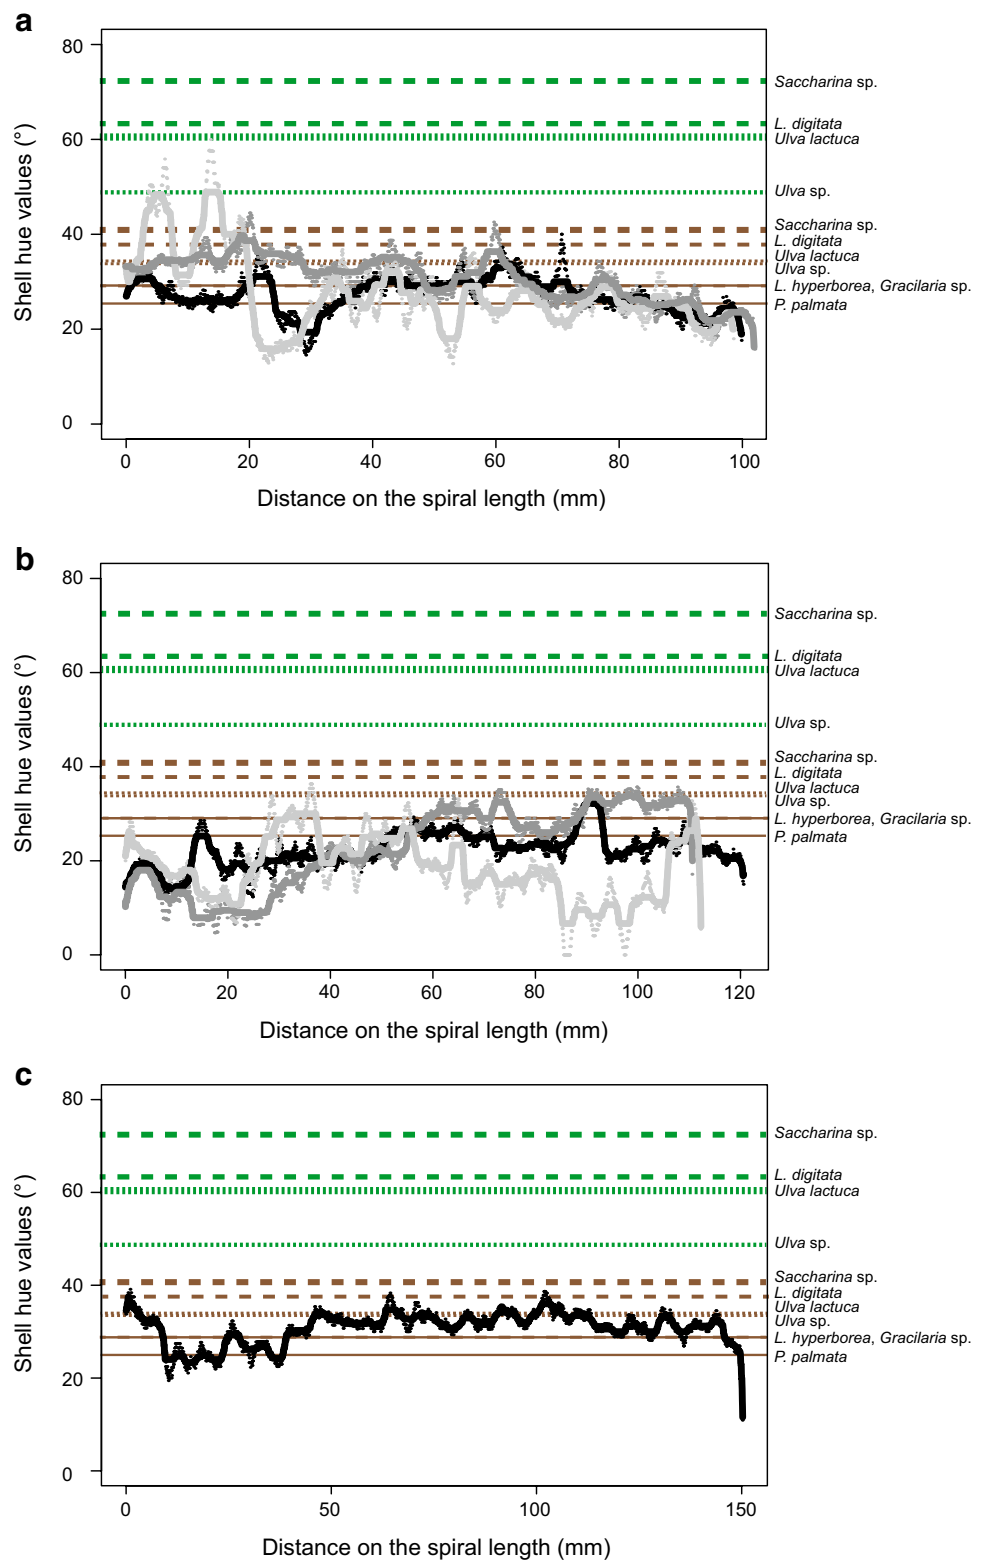 a
80
60
40
20
0
Shell hue values (°)
Saccharina sp.
L. digitata
Ulva lactuca
Ulva sp.
Saccharina sp.
L. digitata
Ulva lactuca
Ulva sp.
L. hyperborea, Gracilaria sp.
P. palmata
0 20 40 60 80 100
Distance on the spiral length (mm)
b
80
60
40
20
0
Shell hue values (°)
Saccharina sp.
L. digitata
Ulva lactuca
Ulva sp.
Saccharina sp.
L. digitata
Ulva lactuca
Ulva sp.
L. hyperborea, Gracilaria sp.
P. palmata
0 20 40 60 80 100 120
Distance on the spiral length (mm)
c
80
60
40
20
0
Shell hue values (°)
Saccharina sp.
L. digitata
Ulva lactuca
Ulva sp.
Saccharina sp.
L. digitata
Ulva lactuca
Ulva sp.
L. hyperborea, Gracilaria sp.
P. palmata
0 50 100 150
Distance on the spiral length (mm)